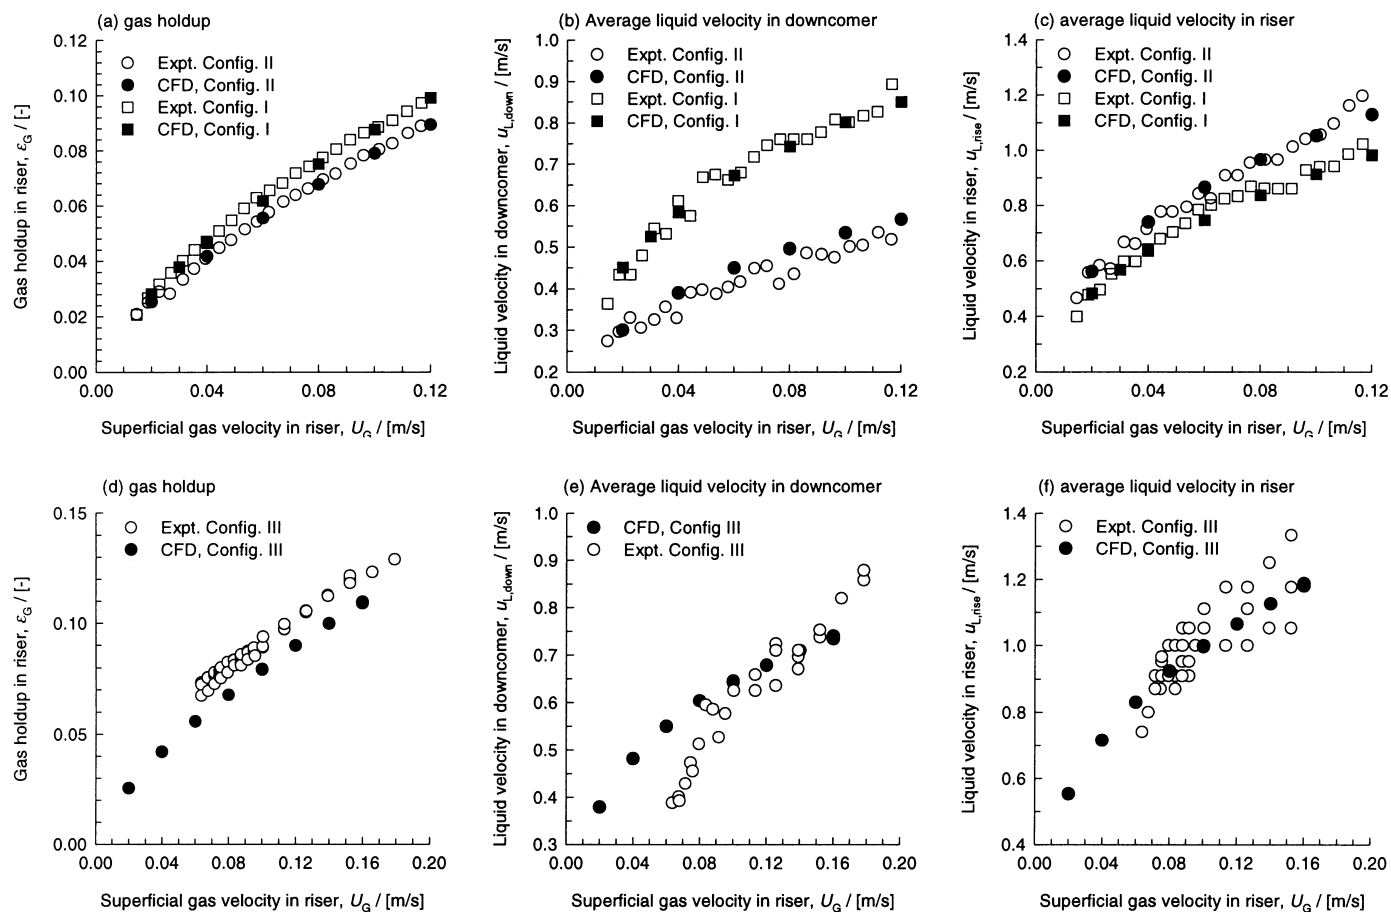 (a) gas holdup
Gas holdup in riser, εG / [-]
0.12
0.10
0.08
0.06
0.04
0.02
0.00
Expt. Config. II
CFD, Config. II
Expt. Config. I
CFD, Config. I
0.00 0.04 0.08 0.12
Superficial gas velocity in riser, UG / [m/s]
(b) Average liquid velocity in downcomer
Liquid velocity in downcomer, uL,down / [m/s]
1.0
0.9
0.8
0.7
0.6
0.5
0.4
0.3
0.2
Expt. Config. II
CFD, Config. II
Expt. Config. I
CFD, Config. I
0.00 0.04 0.08 0.12
Superficial gas velocity in riser, UG / [m/s]
(c) average liquid velocity in riser
Liquid velocity in riser, uL,rise / [m/s]
1.4
1.2
1.0
0.8
0.6
0.4
0.2
Expt. Config. II
CFD, Config. II
Expt. Config. I
CFD, Config. I
0.00 0.04 0.08 0.12
Superficial gas velocity in riser, UG / [m/s]
(d) gas holdup
Gas holdup in riser, εG / [-]
0.15
0.10
0.05
0.00
Expt. Config. III
CFD, Config. III
0.00 0.04 0.08 0.12 0.16 0.20
Superficial gas velocity in riser, UG / [m/s]
(e) Average liquid velocity in downcomer
Liquid velocity in downcomer, uL,down / [m/s]
1.0
0.9
0.8
0.7
0.6
0.5
0.4
0.3
CFD, Config III
Expt. Config. III
0.00 0.04 0.08 0.12 0.16 0.20
Superficial gas velocity in riser, UG / [m/s]
(f) average liquid velocity in riser
Liquid velocity in riser, uL,rise / [m/s]
1.4
1.2
1.0
0.8
0.6
0.4
Expt. Config. III
CFD, Config. III
0.00 0.04 0.08 0.12 0.16 0.20
Superficial gas velocity in riser, UG / [m/s]